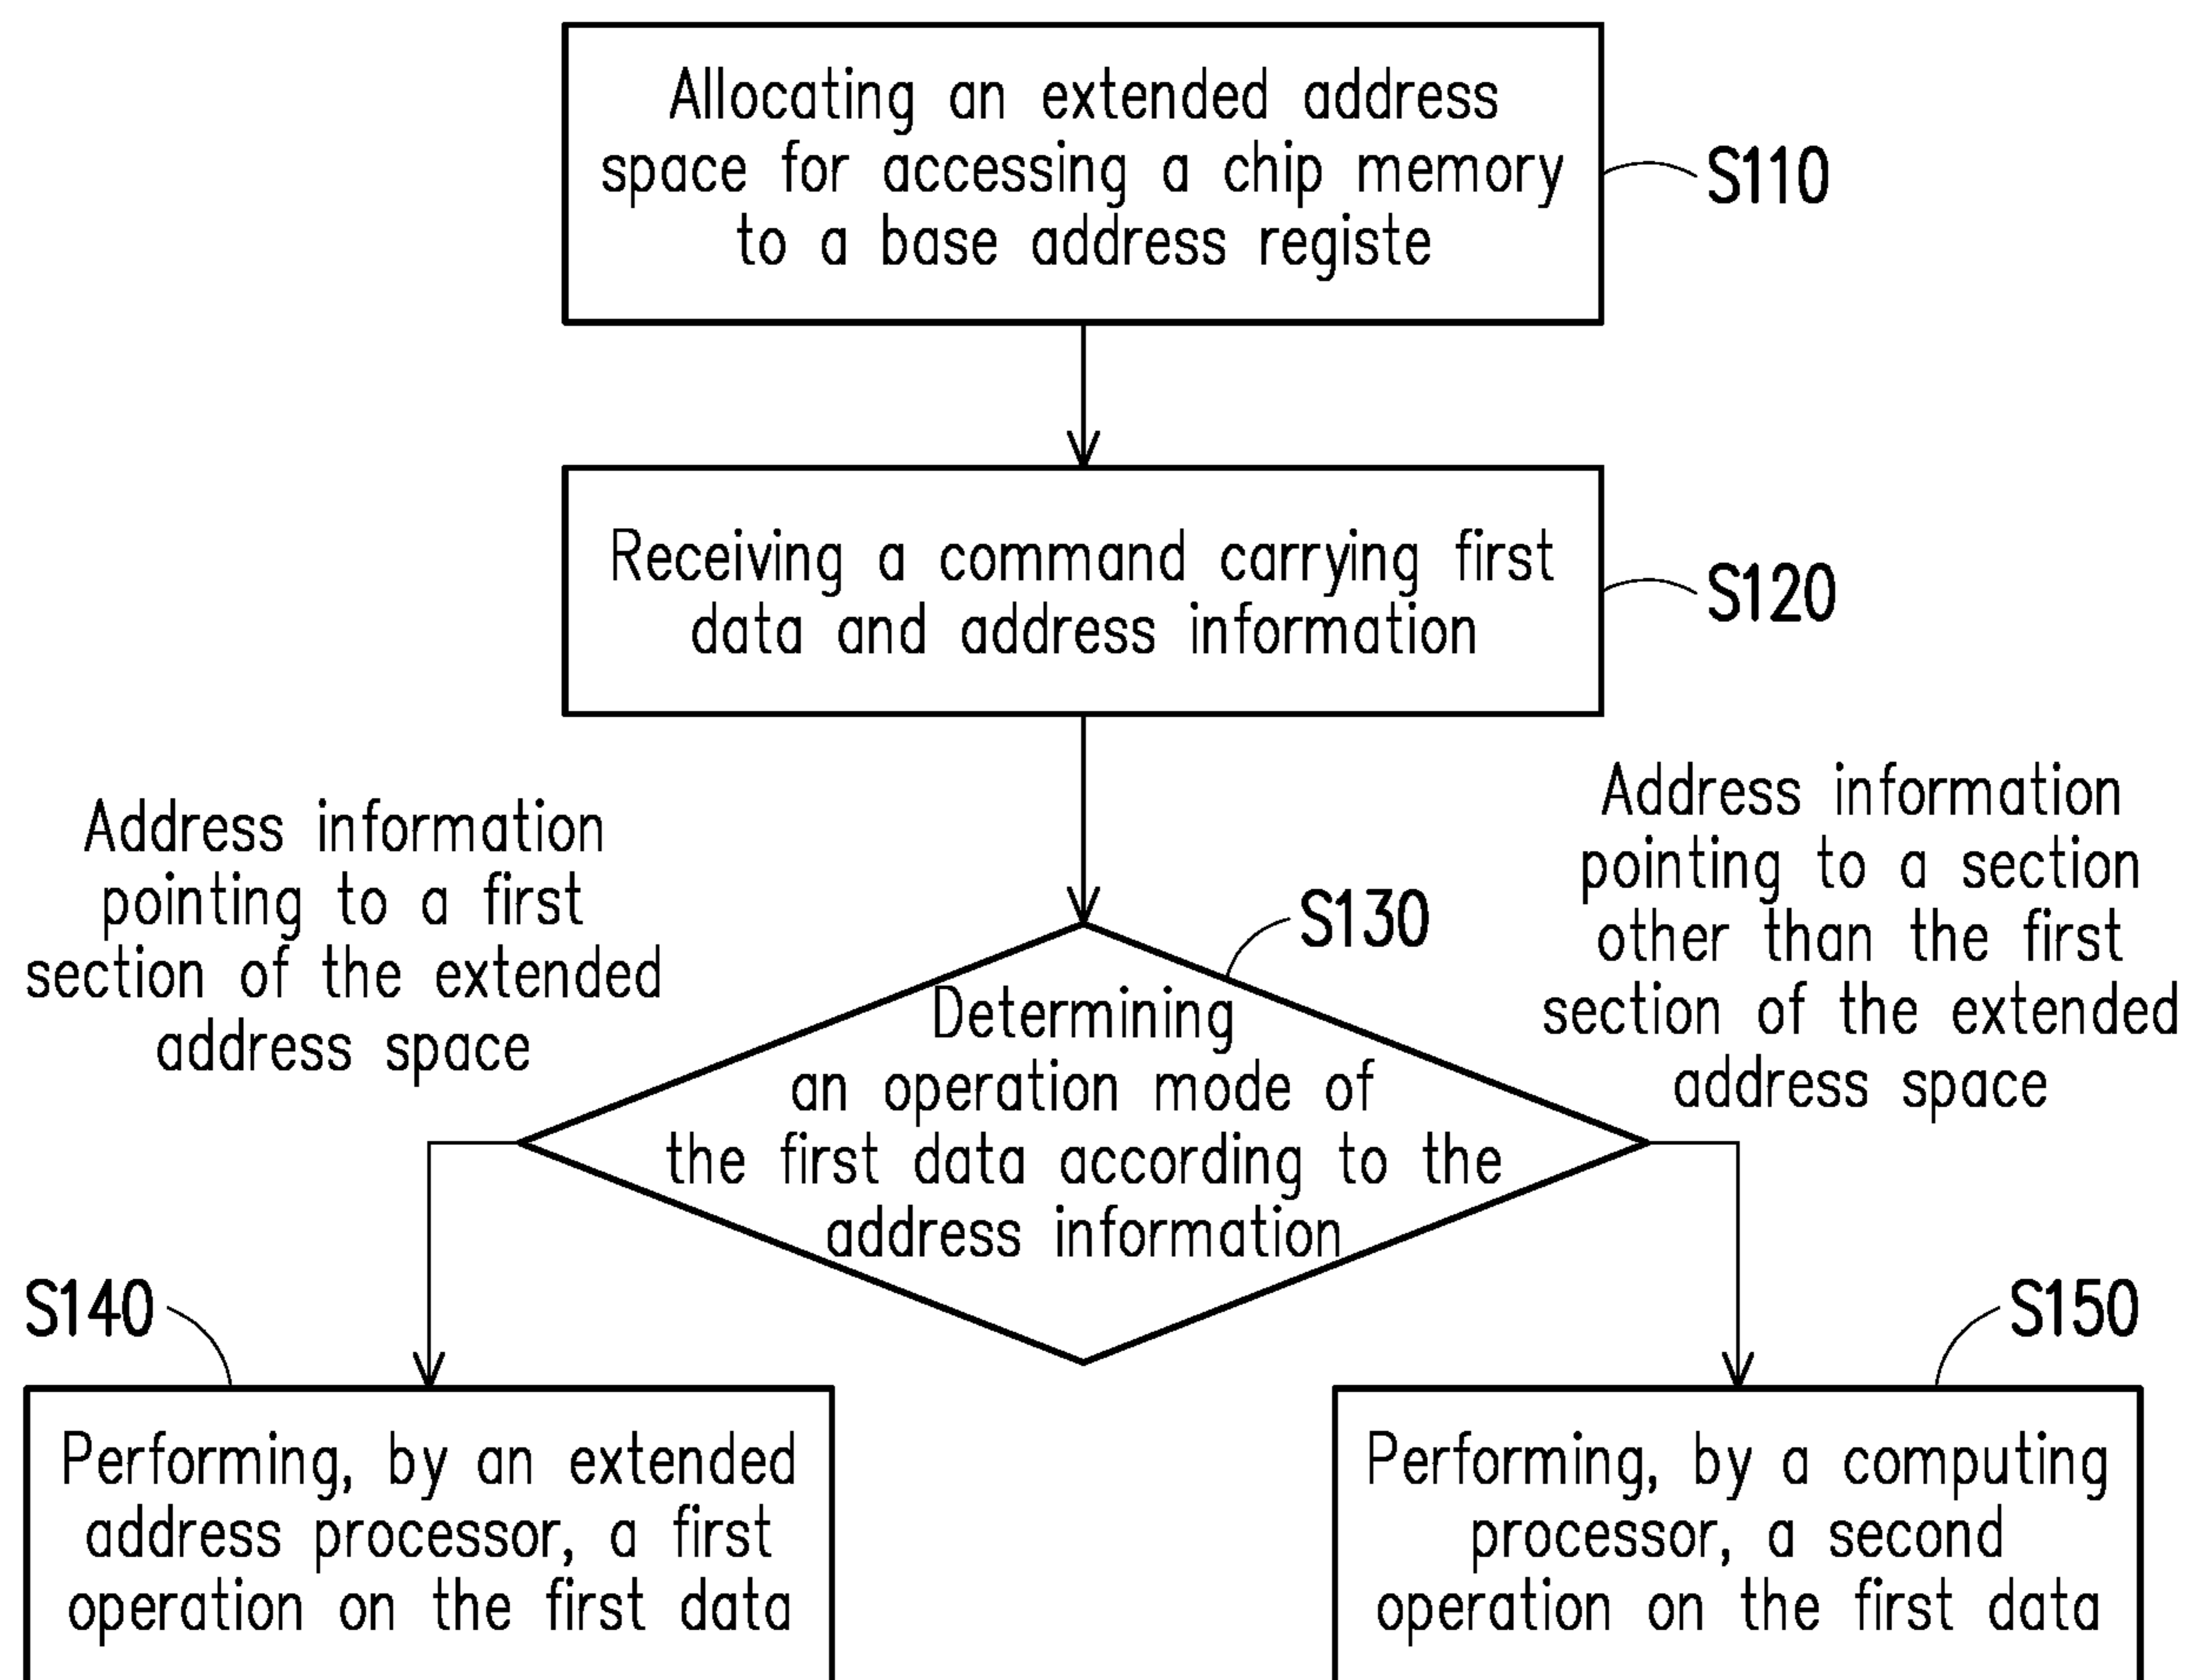 Allocating an extended address
space for accessing a chip memory
to a base address registe
S110
Receiving a command carrying first
data and address information
S120
Address information
pointing to a first
section of the extended
address space
Address information
pointing to a section
other than the first
section of the extended
address space
S130
Determining
an operation mode of
the first data according to the
address information
S140
Performing, by an extended
address processor, a first
operation on the first data
S150
Performing, by a computing
processor, a second
operation on the first data